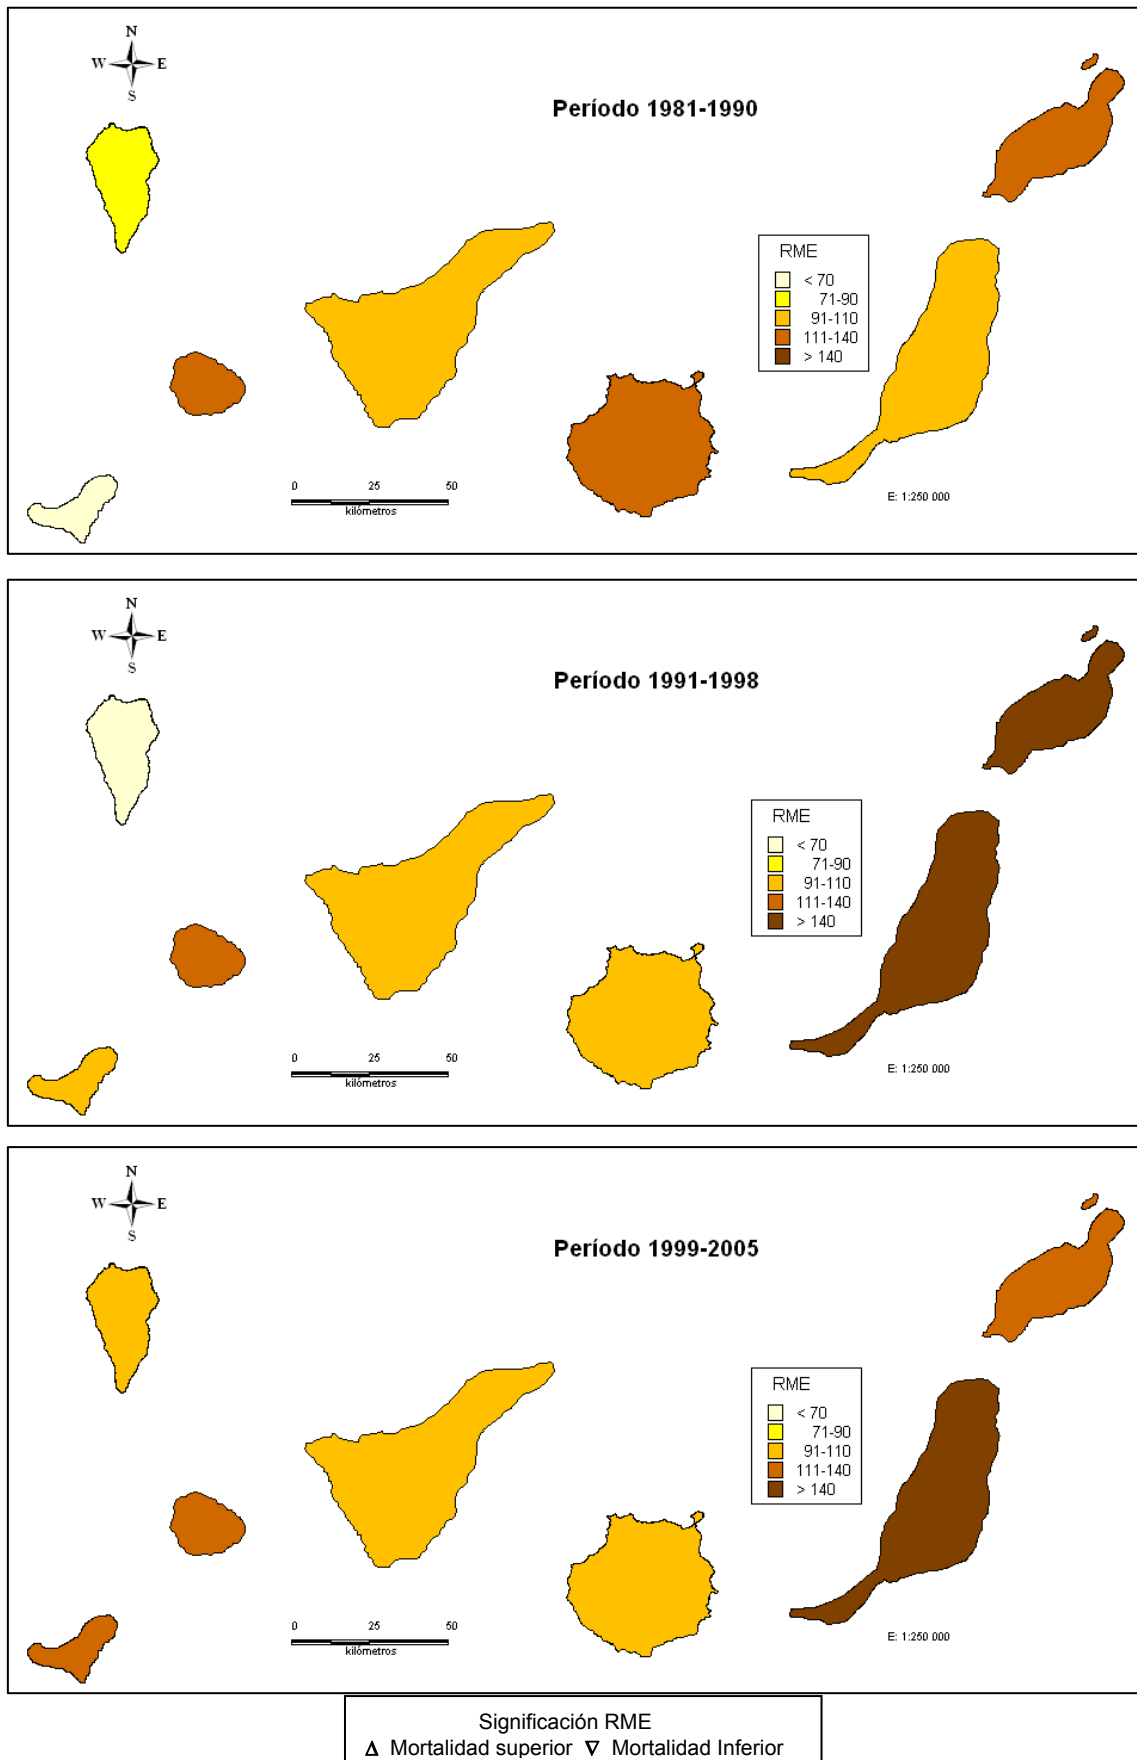 N
W E
S
Período 1981-1990
RME
< 70
71-90
91-110
111-140
> 140
0 25 50
kilómetros
E: 1:250 000
N
W E
S
Período 1991-1998
RME
< 70
71-90
91-110
111-140
> 140
0 25 50
kilómetros
E: 1:250 000
N
W E
S
Período 1999-2005
RME
< 70
71-90
91-110
111-140
> 140
0 25 50
kilómetros
E: 1:250 000
Significación RME
Δ Mortalidad superior ∇ Mortalidad Inferior